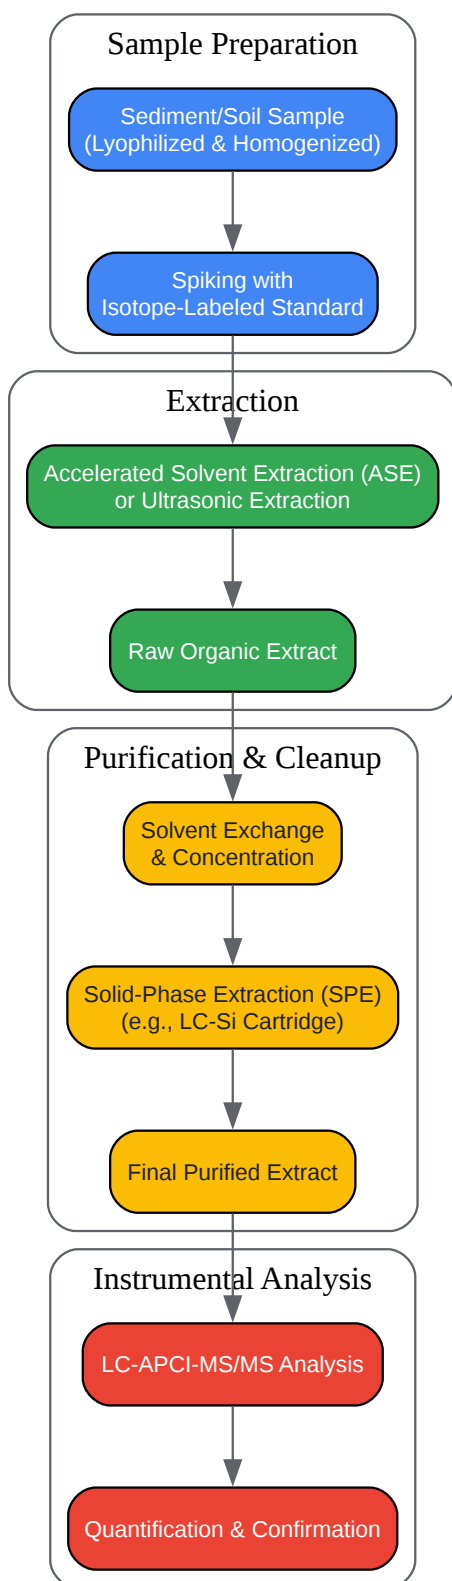 Sample Preparation
Sediment/Soil Sample
(Lyophilized & Homogenized)
Spiking with
Isotope-Labeled Standard
Extraction
Accelerated Solvent Extraction (ASE)
or Ultrasonic Extraction
Raw Organic Extract
Purification & Cleanup
Solvent Exchange
& Concentration
Solid-Phase Extraction (SPE)
(e.g., LC-Si Cartridge)
Final Purified Extract
Instrumental Analysis
LC-APCI-MS/MS Analysis
Quantification & Confirmation